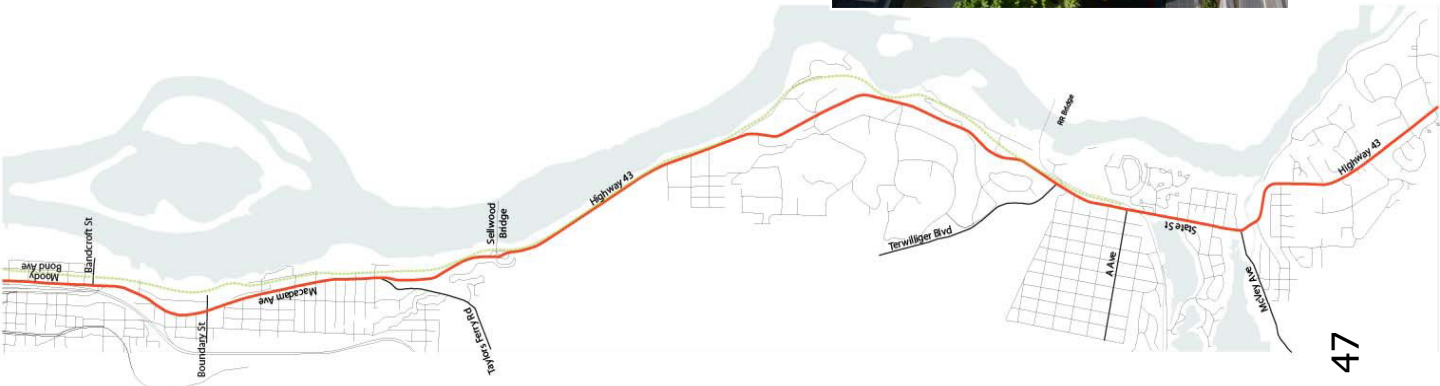 Moody
Bond Ave
Bandcroft St
Boundary St
Macadam Ave
Taylors Ferry Rd
Sellwood
Bridge
Highway 43
Terwilliger Blvd
RR Bridge
A Ave
State St
McVey Ave
Highway 43
47